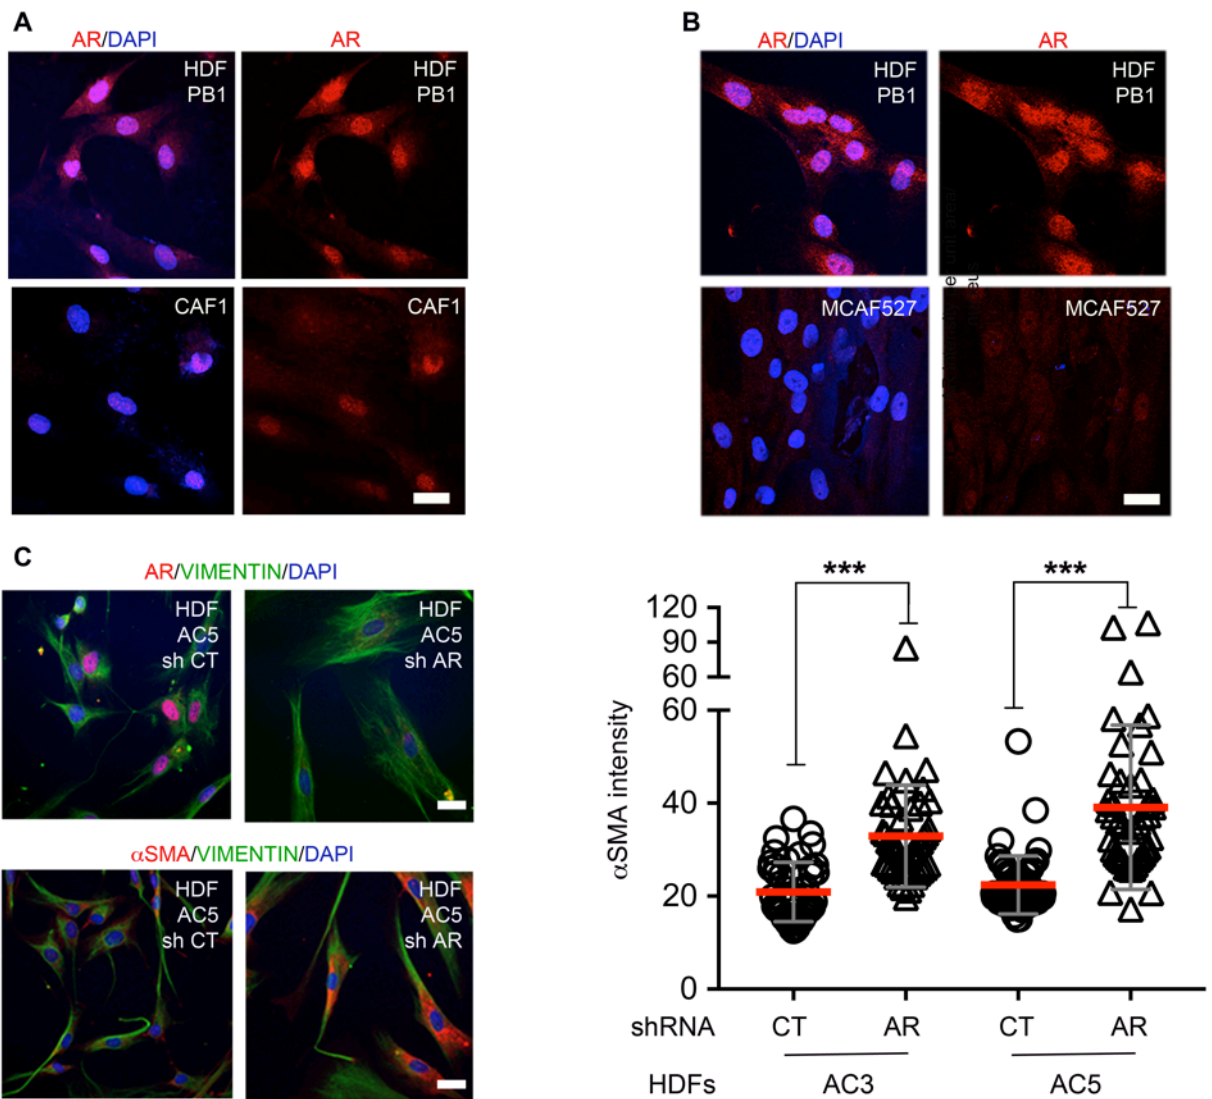 A
AR/DAPI
AR
HDF
PB1
HDF
PB1
CAF1
CAF1
B
AR/DAPI
AR
HDF
PB1
HDF
PB1
MCAF527
MCAF527
C
AR/VIMENTIN/DAPI
HDF
AC5
sh CT
HDF
AC5
sh AR
αSMA/VIMENTIN/DAPI
HDF
AC5
sh CT
HDF
AC5
sh AR
*** ***
120
90
60
60
40
20
0
αSMA intensity
shRNA CT AR CT AR
HDFs AC3 AC5